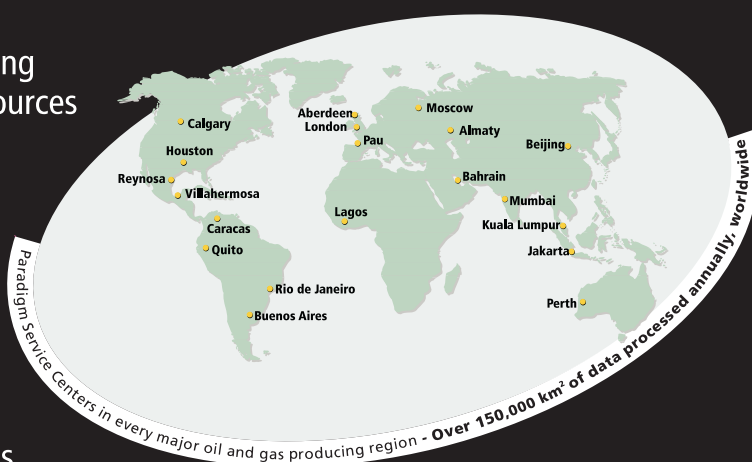 ng
ources
Calgary
Houston
Reynosa
Villahermosa
Caracas
Quito
Rio de Janeiro
Buenos Aires
Aberdeen
London
Pau
Moscow
Almaty
Beijing
Bahrain
Mumbai
Lagos
Kuala Lumpur
Jakarta
Perth
Paradigm Service Centers in every major oil and gas producing region - Over 150,000 km² of data processed annually, worldwide
s